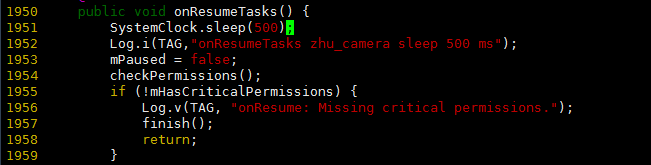 1950     public void onResumeTasks() {
1951         SystemClock.sleep(500);
1952         Log.i(TAG,"onResumeTasks zhu_camera sleep 500 ms");
1953         mPaused = false;
1954         checkPermissions();
1955         if (!mHasCriticalPermissions) {
1956             Log.v(TAG, "onResume: Missing critical permissions.");
1957             finish();
1958             return;
1959         }